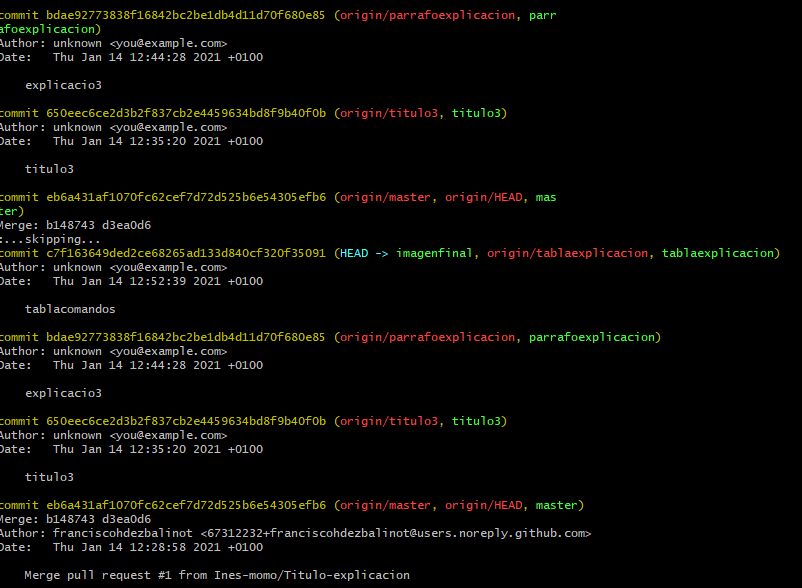 commit bdae92773838f16842bc2be1db4d11d70f680e85 (origin/parrafoexplicacion, parr
afoexplicacion)
Author: unknown <you@example.com>
Date:   Thu Jan 14 12:44:28 2021 +0100
explicacio3
commit 650eec6ce2d3b2f837cb2e4459634bd8f9b40f0b (origin/titulo3, titulo3)
Author: unknown <you@example.com>
Date:   Thu Jan 14 12:35:20 2021 +0100
titulo3
commit eb6a431af1070fc62cef7d72d525b6e54305efb6 (origin/master, origin/HEAD, mas
ter)
Merge: b148743 d3ea0d6
:...skipping...
commit c7f163649ded2ce68265ad133d840cf320f35091 (HEAD -> imagenfinal, origin/tablaexplicacion, tablaexplicacion)
Author: unknown <you@example.com>
Date:   Thu Jan 14 12:52:39 2021 +0100
tablacomandos
commit bdae92773838f16842bc2be1db4d11d70f680e85 (origin/parrafoexplicacion, parrafoexplicacion)
Author: unknown <you@example.com>
Date:   Thu Jan 14 12:44:28 2021 +0100
explicacio3
commit 650eec6ce2d3b2f837cb2e4459634bd8f9b40f0b (origin/titulo3, titulo3)
Author: unknown <you@example.com>
Date:   Thu Jan 14 12:35:20 2021 +0100
titulo3
commit eb6a431af1070fc62cef7d72d525b6e54305efb6 (origin/master, origin/HEAD, master)
Merge: b148743 d3ea0d6
Author: franciscohdezbalinot <67312232+franciscohdezbalinot@users.noreply.github.com>
Date:   Thu Jan 14 12:28:58 2021 +0100
Merge pull request #1 from Ines-momo/Titulo-explicacion